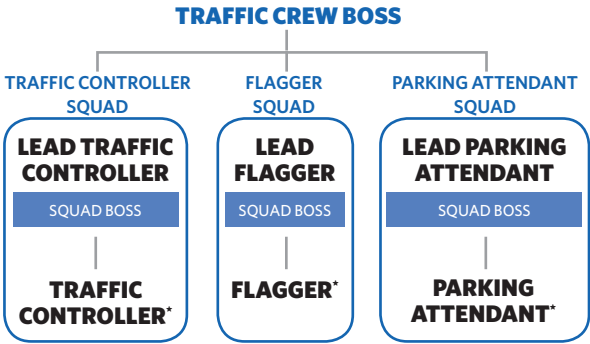 TRAFFIC CREW BOSS
TRAFFIC CONTROLLER
SQUAD
FLAGGER
SQUAD
PARKING ATTENDANT
SQUAD
LEAD TRAFFIC
CONTROLLER
SQUAD BOSS
TRAFFIC
CONTROLLER*
LEAD
FLAGGER
SQUAD BOSS
FLAGGER*
LEAD PARKING
ATTENDANT
SQUAD BOSS
PARKING
ATTENDANT*